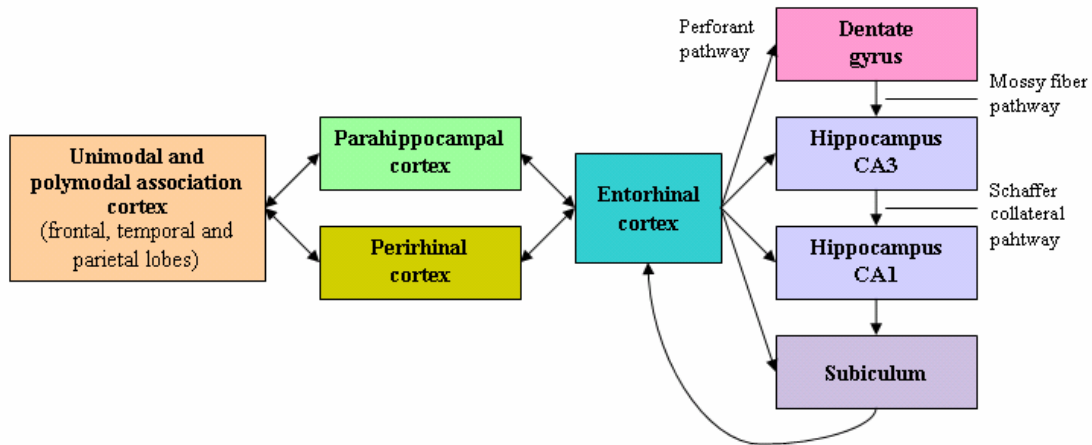 Unimodal and
polymodal association
cortex
(frontal, temporal and
parietal lobes)
Parahippocampal
cortex
Perirhinal
cortex
Entorhinal
cortex
Perforant
pathway
Dentate
gyrus
Mossy fiber
pathway
Hippocampus
CA3
Schaffer
collateral
pahtway
Hippocampus
CA1
Subiculum